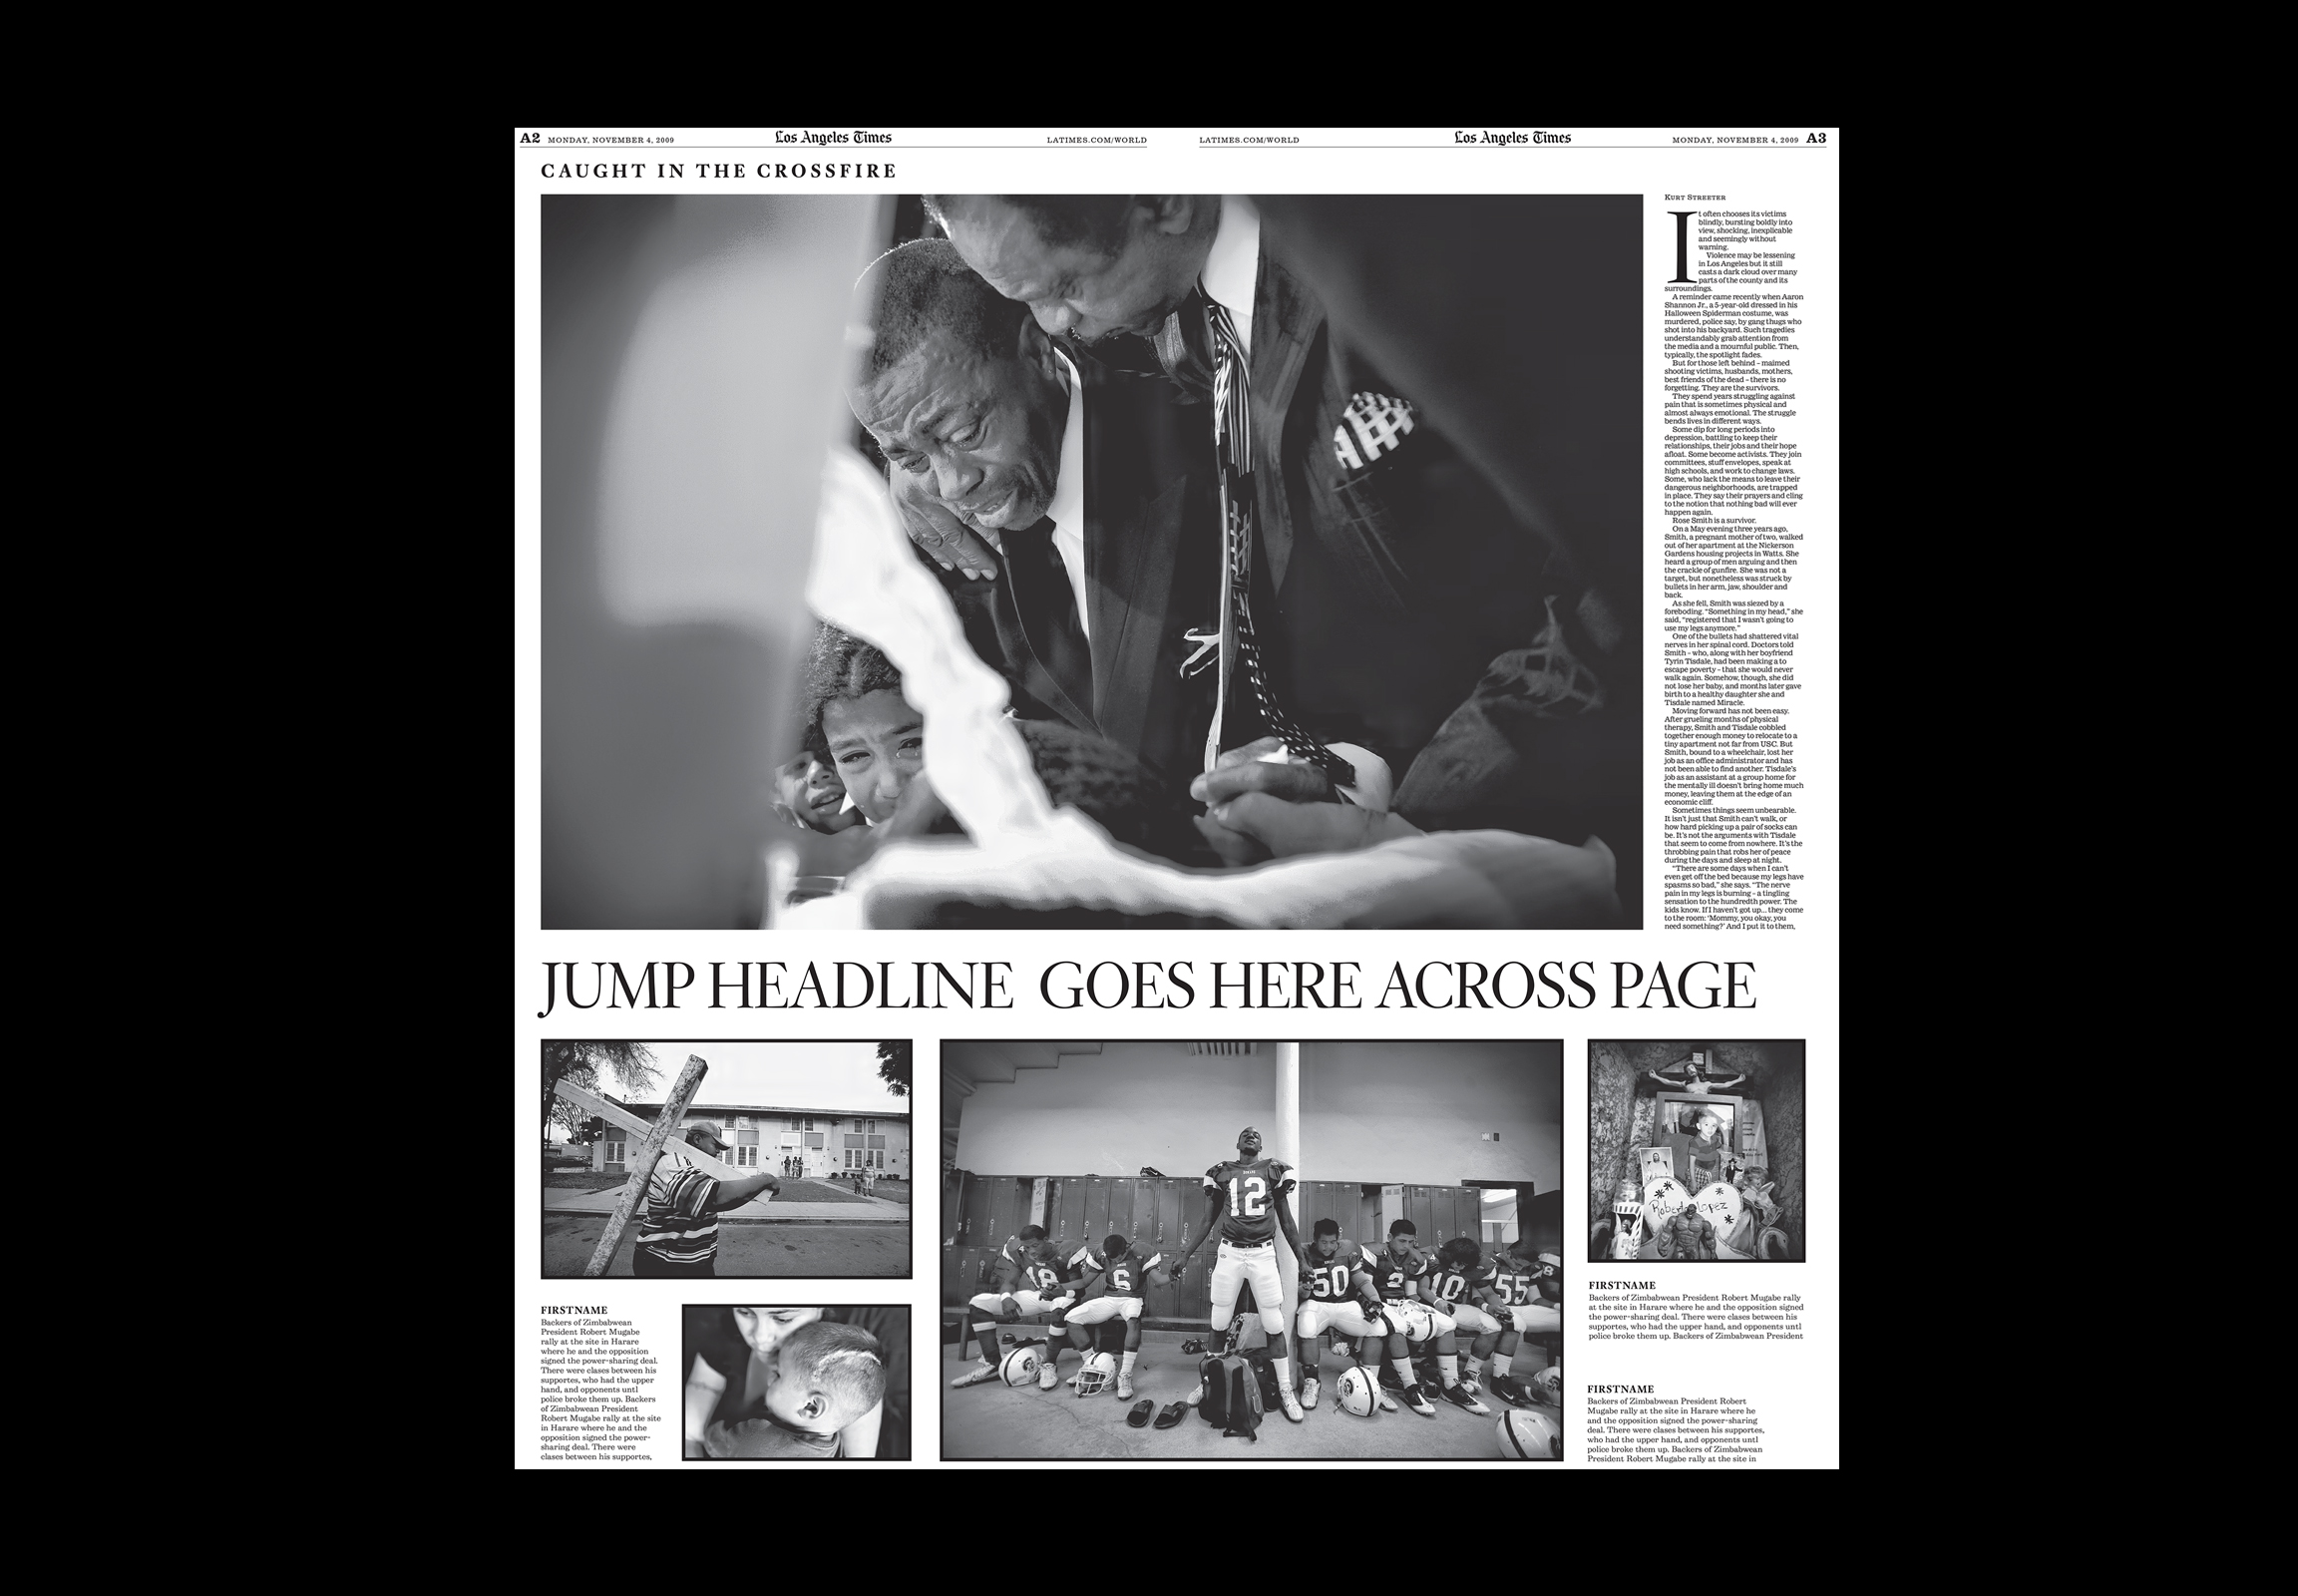 A2 MONDAY, NOVEMBER 4, 2009 Los Angeles Times LATIMES.COM/WORLD
LATIMES.COM/WORLD Los Angeles Times MONDAY, NOVEMBER 4, 2009 A3
CAUGHT IN THE CROSSFIRE
KURT STREETER
It often chooses its victims
blindly, bursting boldly into
view, shocking, inexplicable
and seemingly without
warning.
Violence may be lessening
in Los Angeles but it still
casts a dark cloud over many
parts of the county and its
surroundings.
A reminder came recently when Aaron
Shannon Jr., a 5-year-old dressed in his
Halloween Spiderman costume, was
murdered, police say, by gang thugs who
shot into his backyard. Such tragedies
understandably grab attention from
the media and a mournful public. Then,
typically, the spotlight fades.
But for those left behind – maimed
shooting victims, husbands, mothers,
best friends of the dead – there is no
forgetting. They are the survivors.
They spend years struggling against
pain that is sometimes physical and
almost always emotional. The struggle
bends lives in different ways.
Some dip for long periods into
depression, battling to keep their
relationships, their jobs and their hope
afloat. Some become activists. They join
committees, stuff envelopes, speak at
high schools, and work to change laws.
Some, who lack the means to leave their
dangerous neighborhoods, are trapped
in place. They say their prayers and cling
to the notion that nothing bad will ever
happen again.
Rose Smith is a survivor.
On a May evening three years ago,
Smith, a pregnant mother of two, walked
out of her apartment at the Nickerson
Gardens housing projects in Watts. She
heard a group of men arguing and then
the crackle of gunfire. She was not a
target, but nonetheless was struck by
bullets in her arm, jaw, shoulder and
back.
As she fell, Smith was siezed by a
foreboding. “Something in my head,” she
said, “registered that I wasn’t going to
use my legs anymore.”
One of the bullets had shattered vital
nerves in her spinal cord. Doctors told
Smith – who, along with her boyfriend
Tyrin Tisdale, had been making a to
escape poverty – that she would never
walk again. Somehow, though, she did
not lose her baby, and months later gave
birth to a healthy daughter she and
Tisdale named Miracle.
Moving forward has not been easy.
After grueling months of physical
therapy, Smith and Tisdale cobbled
together enough money to relocate to a
tiny apartment not far from USC. But
Smith, bound to a wheelchair, lost her
job as an office administrator and has
not been able to find another. Tisdale’s
job as an assistant at a group home for
the mentally ill doesn’t bring home much
money, leaving them at the edge of an
economic cliff.
Sometimes things seem unbearable.
It isn’t just that Smith can’t walk, or
how hard picking up a pair of socks can
be. It’s not the arguments with Tisdale
that seem to come from nowhere. It’s the
throbbing pain that robs her of peace
during the days and sleep at night.
“There are some days when I can’t
even get off the bed because my legs have
spasms so bad,” she says. “The nerve
pain in my legs is burning – a tingling
sensation to the hundredth power. The
kids know. If I haven’t got up... they come
to the room: ‘Mommy, you okay, you
need something?’ And I put it to them,
JUMP HEADLINE GOES HERE ACROSS PAGE
12
18
6
50
2
10
55
8
Robert Lopez
FIRSTNAME
Backers of Zimbabwean
President Robert Mugabe
rally at the site in Harare
where he and the opposition
signed the power-sharing deal.
There were clases between his
supportes, who had the upper
hand, and opponents untl
police broke them up. Backers
of Zimbabwean President
Robert Mugabe rally at the site
in Harare where he and the
opposition signed the power-
sharing deal. There were
clases between his supportes,
FIRSTNAME
Backers of Zimbabwean President Robert Mugabe rally
at the site in Harare where he and the opposition signed
the power-sharing deal. There were clases between his
supportes, who had the upper hand, and opponents untl
police broke them up. Backers of Zimbabwean President
FIRSTNAME
Backers of Zimbabwean President Robert
Mugabe rally at the site in Harare where he
and the opposition signed the power-sharing
deal. There were clases between his supportes,
who had the upper hand, and opponents untl
police broke them up. Backers of Zimbabwean
President Robert Mugabe rally at the site in